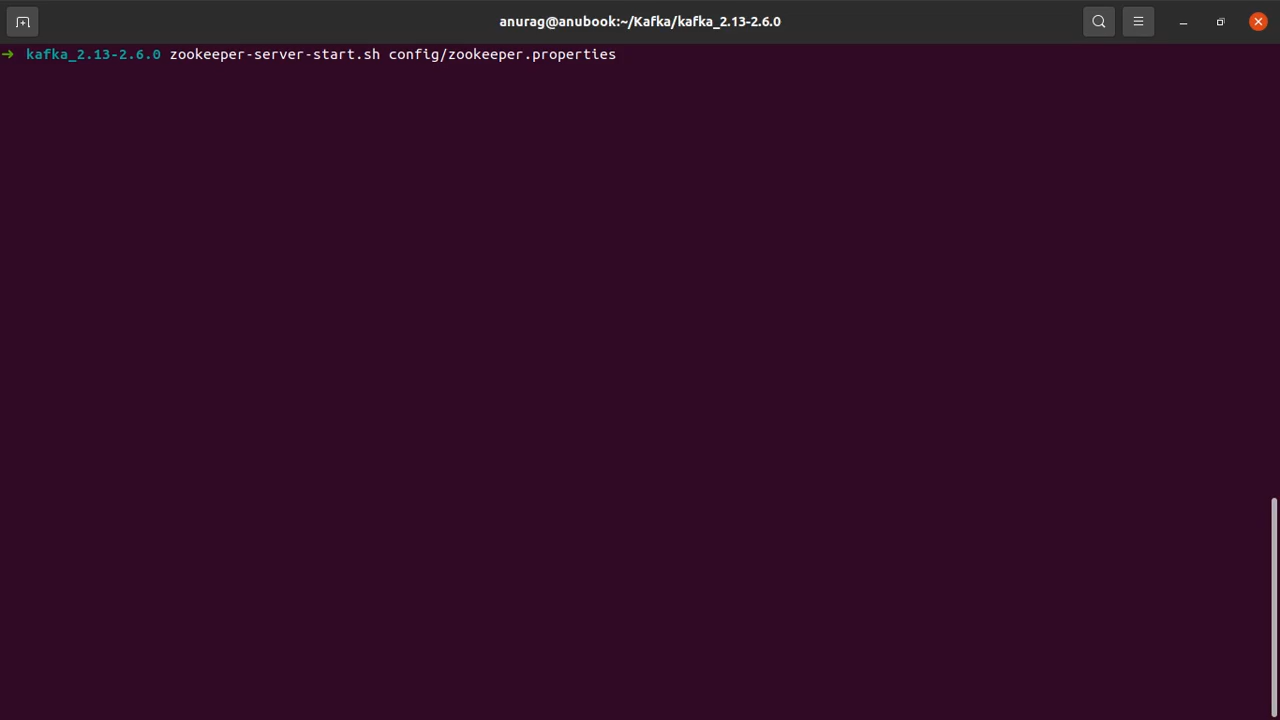 anurag@anubook:~/Kafka/kafka_2.13-2.6.0
➜ kafka_2.13-2.6.0 zookeeper-server-start.sh config/zookeeper.properties